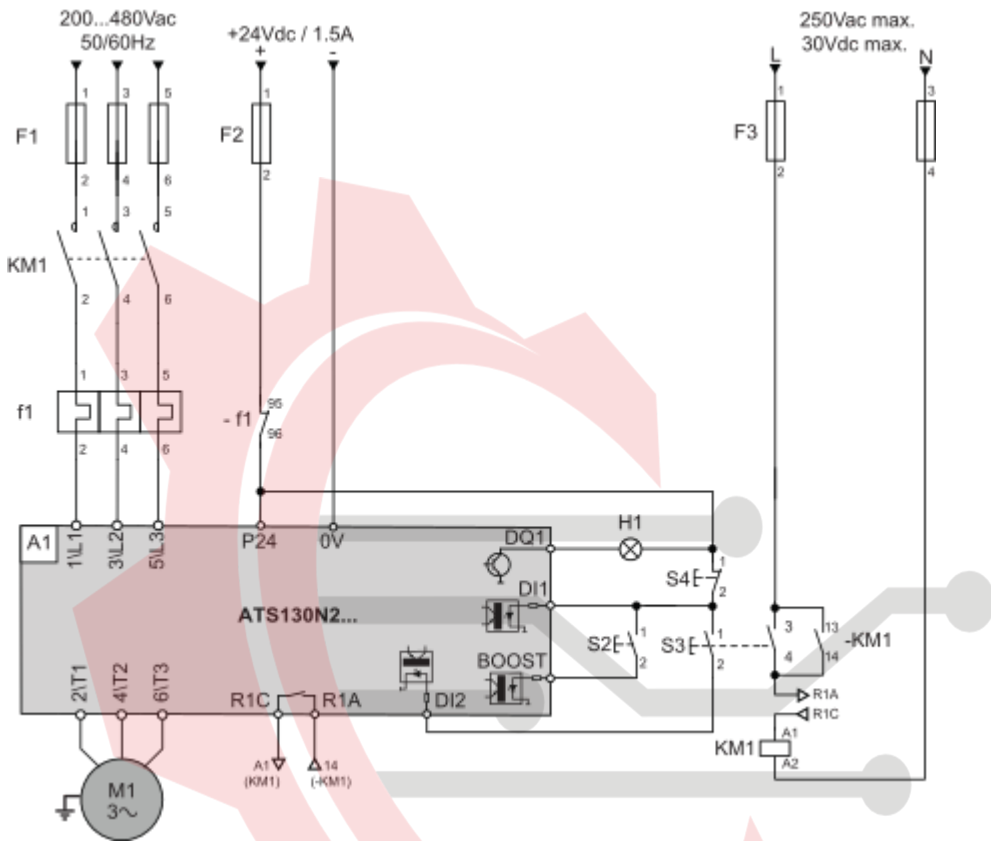 200...480Vac
50/60Hz
+24Vdc / 1.5A
+ -
250Vac max.
30Vdc max.
L N
1 3 5 1 1 3
F1 F2 F3
2 4 6 2 2 4
1 3 5
KM1
2 4 6
1 3 5
f1
2 4 6
- f1
95
96
A1
1\L1
3\L2
5\L3
P24
0V
DQ1
H1
S4
1
2
DI1
ATS130N2...
S2
1
2
S3
1
2
3
4
13
14
-KM1
BOOST
DI2
2\T1
4\T2
6\T3
R1C
R1A
R1A
R1C
KM1
A1
A2
A1
(KM1)
14
(-KM1)
M1
3~